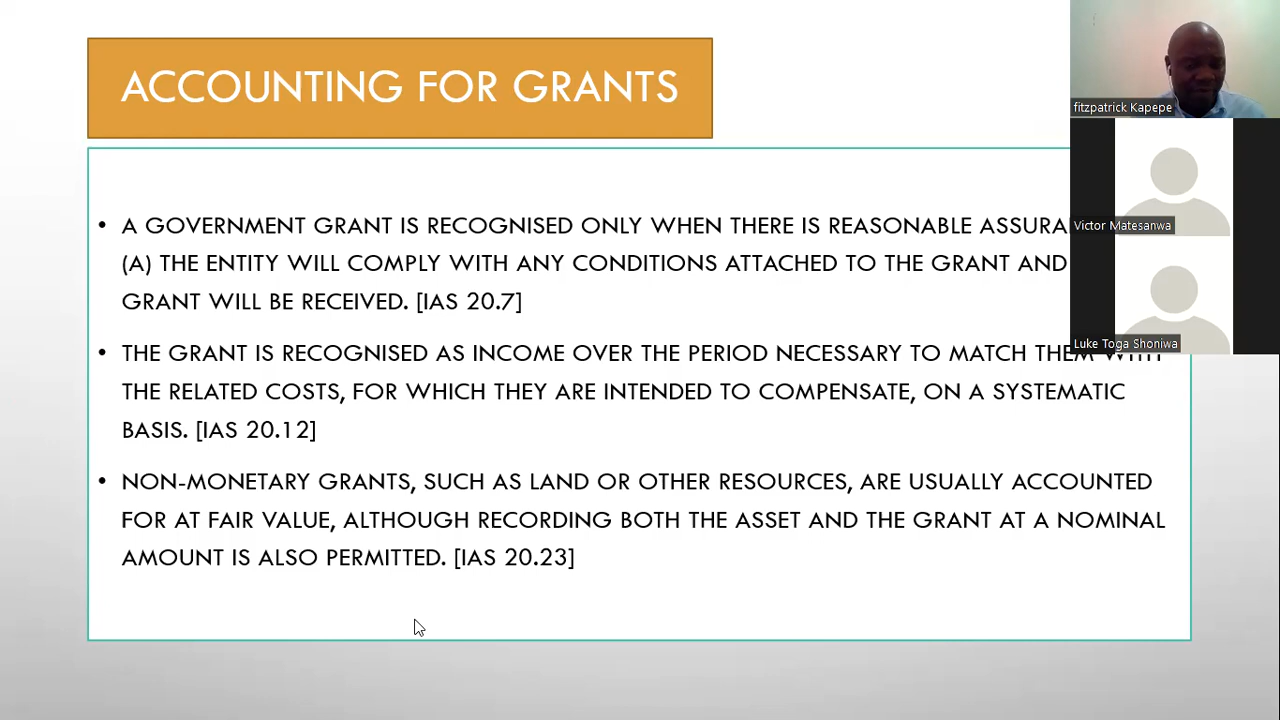 ACCOUNTING FOR GRANTS
• A GOVERNMENT GRANT IS RECOGNISED ONLY WHEN THERE IS REASONABLE
(A) THE ENTITY WILL COMPLY WITH ANY CONDITIONS ATTACHED TO THE GRANT AND
GRANT WILL BE RECEIVED. [IAS 20.7]
• THE GRANT IS RECOGNISED AS INCOME OVER THE PERIOD NECESSARY TO MATCH THEM WITH
THE RELATED COSTS, FOR WHICH THEY ARE INTENDED TO COMPENSATE, ON A SYSTEMATIC
BASIS. [IAS 20.12]
• NON-MONETARY GRANTS, SUCH AS LAND OR OTHER RESOURCES, ARE USUALLY ACCOUNTED
FOR AT FAIR VALUE, ALTHOUGH RECORDING BOTH THE ASSET AND THE GRANT AT A NOMINAL
AMOUNT IS ALSO PERMITTED. [IAS 20.23]
fitzpatrick Kapepe
Victor Matesanwa
Luke Toga Shoniwa